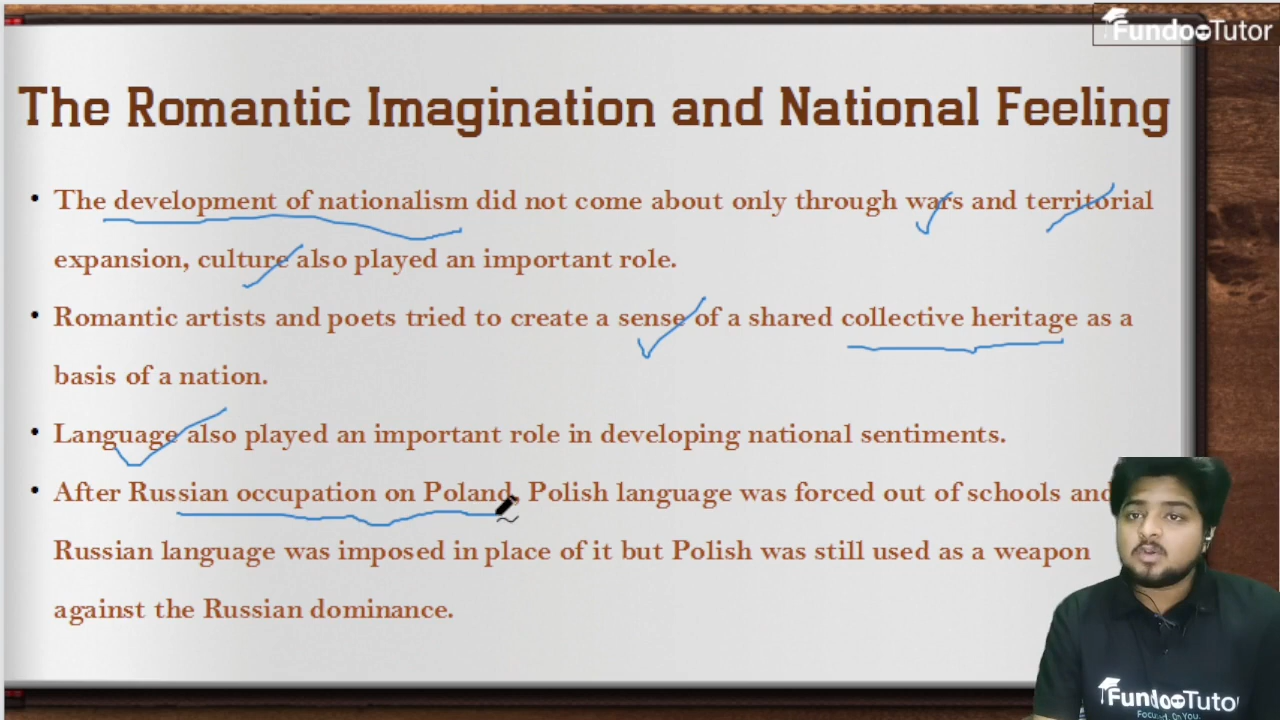 FundooTutor
The Romantic Imagination and National Feeling
• The development of nationalism did not come about only through wars and territorial
expansion, culture also played an important role.
• Romantic artists and poets tried to create a sense of a shared collective heritage as a
basis of a nation.
• Language also played an important role in developing national sentiments.
• After Russian occupation on Poland, Polish language was forced out of schools and
Russian language was imposed in place of it but Polish was still used as a weapon
against the Russian dominance.
FundooTutor
Focused On You.